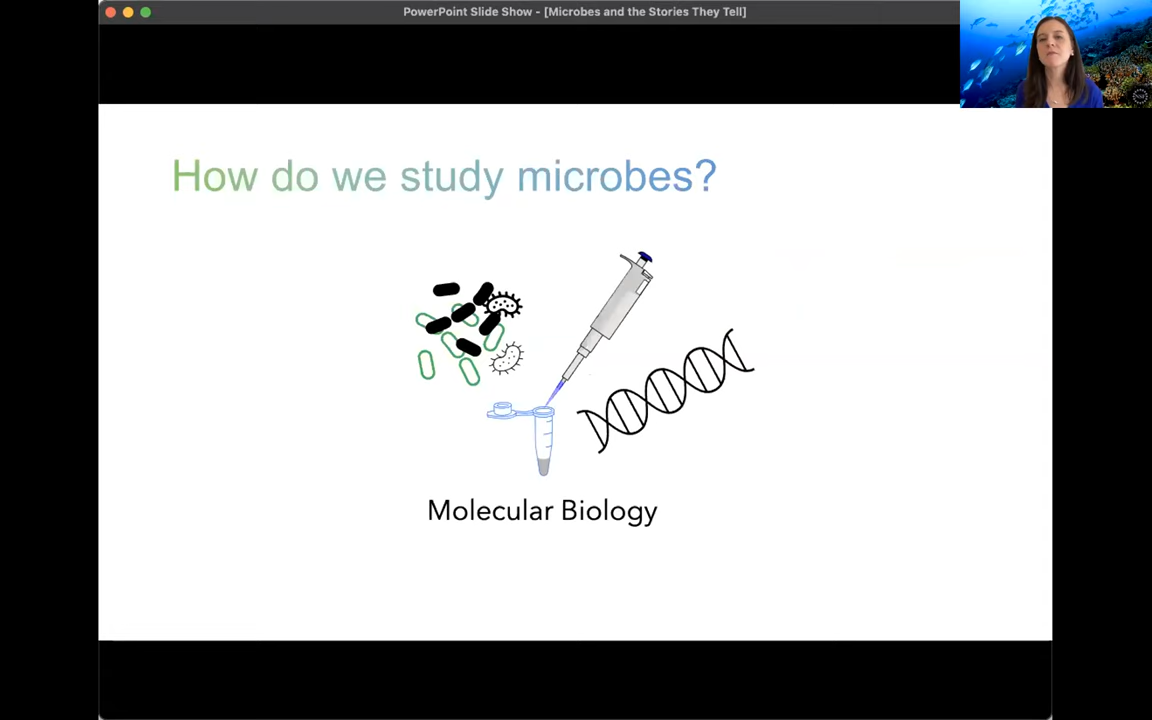 PowerPoint Slide Show - [Microbes and the Stories They Tell]
How do we study microbes?
Molecular Biology